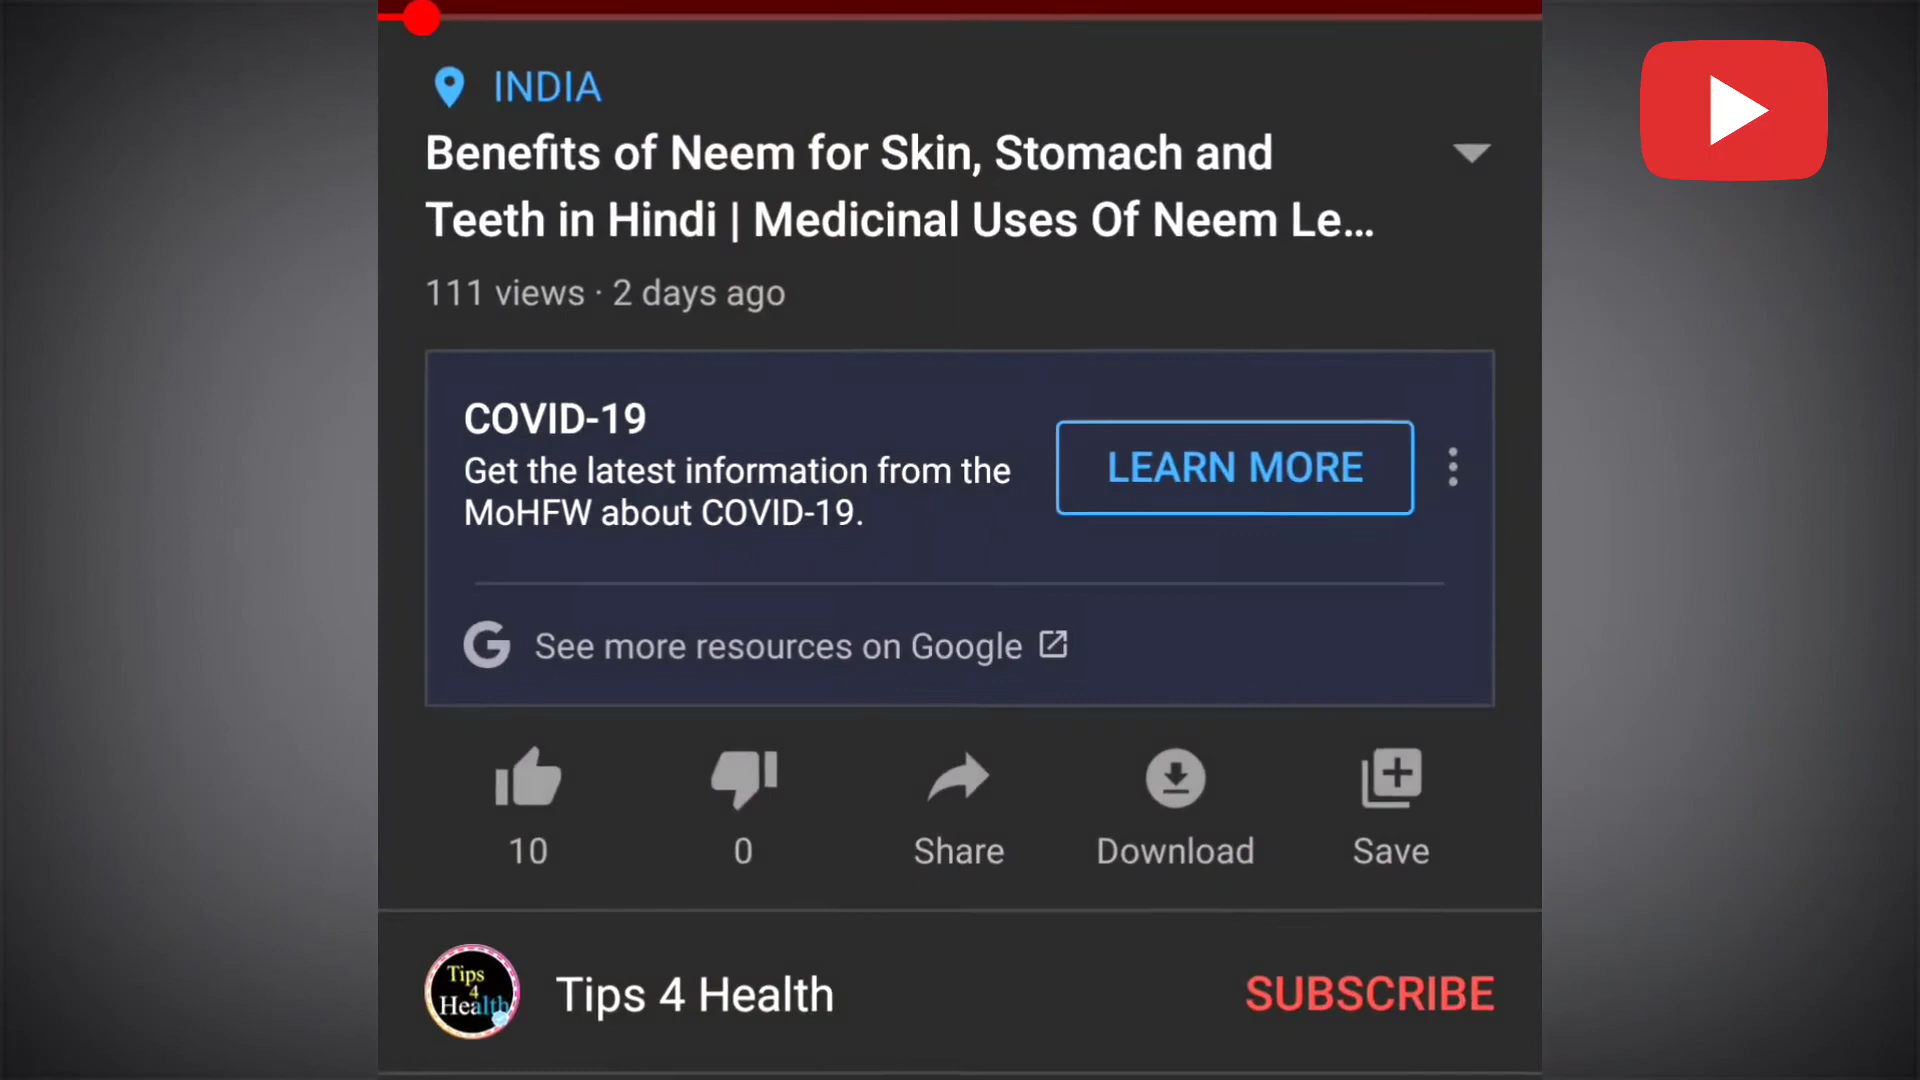 INDIA
Benefits of Neem for Skin, Stomach and
Teeth in Hindi | Medicinal Uses Of Neem Le...
111 views · 2 days ago
COVID-19
Get the latest information from the
MoHFW about COVID-19.
LEARN MORE
See more resources on Google
10
0
Share
Download
Save
Tips
4
Health
Tips 4 Health
SUBSCRIBE